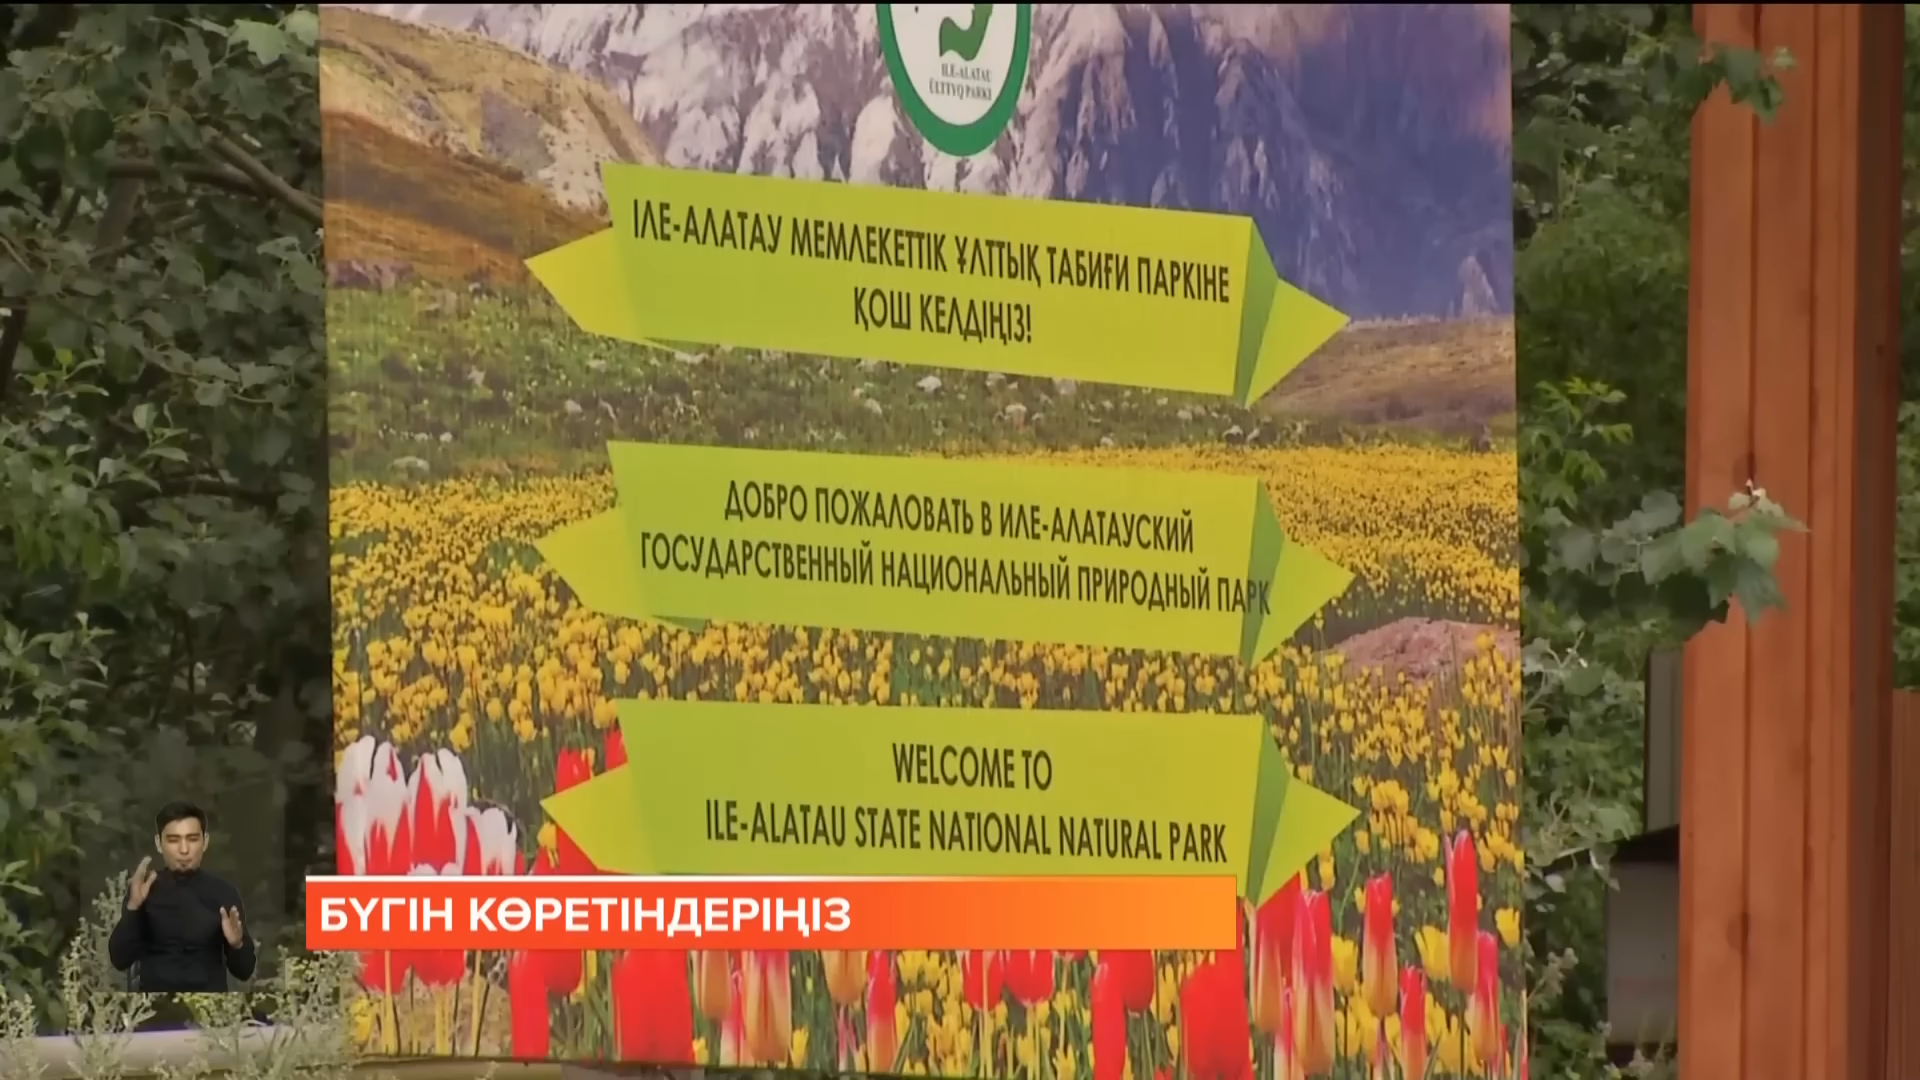 ILE-ALATAU
ULTTYQ PARKI
ІЛЕ-АЛАТАУ МЕМЛЕКЕТТІК ҰЛТТЫҚ ТАБИҒИ ПАРКІНЕ
ҚОШ КЕЛДІҢІЗ!
ДОБРО ПОЖАЛОВАТЬ В ИЛЕ-АЛАТАУСКИЙ
ГОСУДАРСТВЕННЫЙ НАЦИОНАЛЬНЫЙ ПРИРОДНЫЙ ПАРК
WELCOME TO
ILE-ALATAU STATE NATIONAL NATURAL PARK
БҮГІН КӨРЕТІНДЕРІҢІЗ